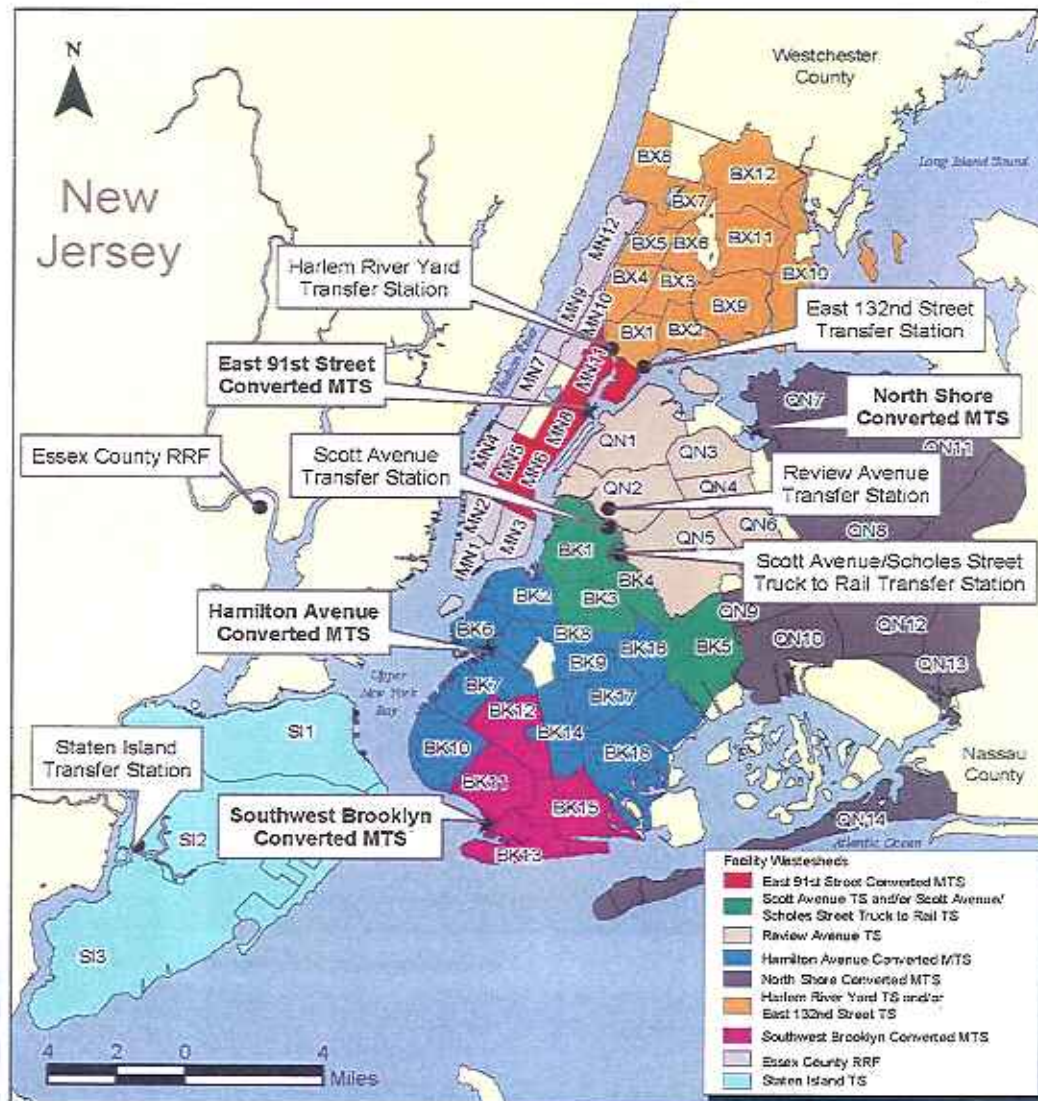 N
Westchester
County
Long Island Sound
New
Jersey
BX8
BX12
BX7
MN12
BX5
BX6
BX11
Harlem River Yard
Transfer Station
BX4
BX3
BX10
MN9
MN10
BX9
East 132nd Street
Transfer Station
BX1
BX2
Hudson River
MN11
East 91st Street
Converted MTS
MN7
North Shore
Converted MTS
QN7
MN8
QN1
QN11
MN4
MN5
QN3
Scott Avenue
Transfer Station
Essex County RRF
MN6
Review Avenue
Transfer Station
QN2
QN4
MN2
QN8
MN1
MN3
QN5
QN6
BK1
Scott Avenue/Scholes Street
Truck to Rail Transfer Station
BK4
BK2
BK3
Hamilton Avenue
Converted MTS
QN9
QN12
BK6
BK8
BK5
QN10
BK16
BK9
QN13
Upper
New York
Bay
BK7
BK17
BK12
SI1
BK14
Staten Island
Transfer Station
BK10
BK18
Nassau
County
BK11
BK15
Southwest Brooklyn
Converted MTS
QN14
SI2
Atlantic Ocean
BK13
SI3
Facility Wastesheds
East 91st Street Converted MTS
Scott Avenue TS and/or Scott Avenue/
Scholes Street Truck to Rail TS
Review Avenue TS
Hamilton Avenue Converted MTS
North Shore Converted MTS
Harlem River Yard TS and/or
East 132nd Street TS
Southwest Brooklyn Converted MTS
Essex County RRF
Staten Island TS
4 2 0 4
Miles